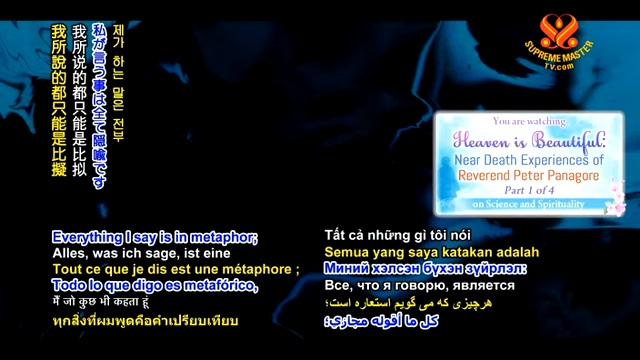 제가 하는 말은 전부
私が言う事は全て隠喩です
我所说的都只能是比拟
我所說的都只能是比擬
SUPREME MASTER
TV.com
You are watching
Heaven is Beautiful:
Near Death Experiences of
Reverend Peter Panagore
Part 1 of 4
on Science and Spirituality
Everything I say is in metaphor;
Alles, was ich sage, ist eine
Tout ce que je dis est une métaphore ;
Todo lo que digo es metafórico,
मैं जो कुछ भी कहता हूं
ทุกสิ่งที่ผมพูดคือคำเปรียบเทียบ
Tất cả những gì tôi nói
Semua yang saya katakan adalah
Миний хэлсэн бүхэн зүйрлэл:
Все, что я говорю, является
هرچیزی که می گویم استعاره است؛
كل ما أقوله مجازي؛